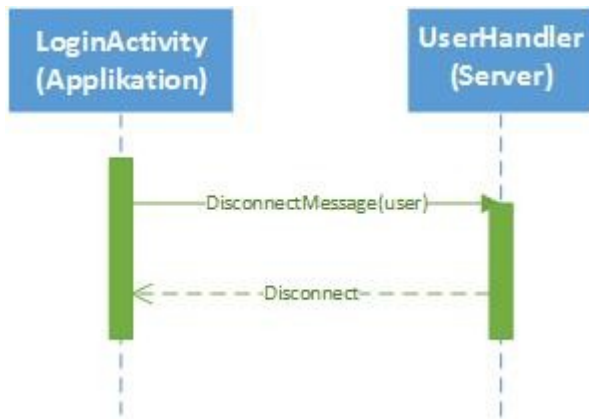 LoginActivity
(Applikation)
UserHandler
(Server)
DisconnectMessage(user)
Disconnect